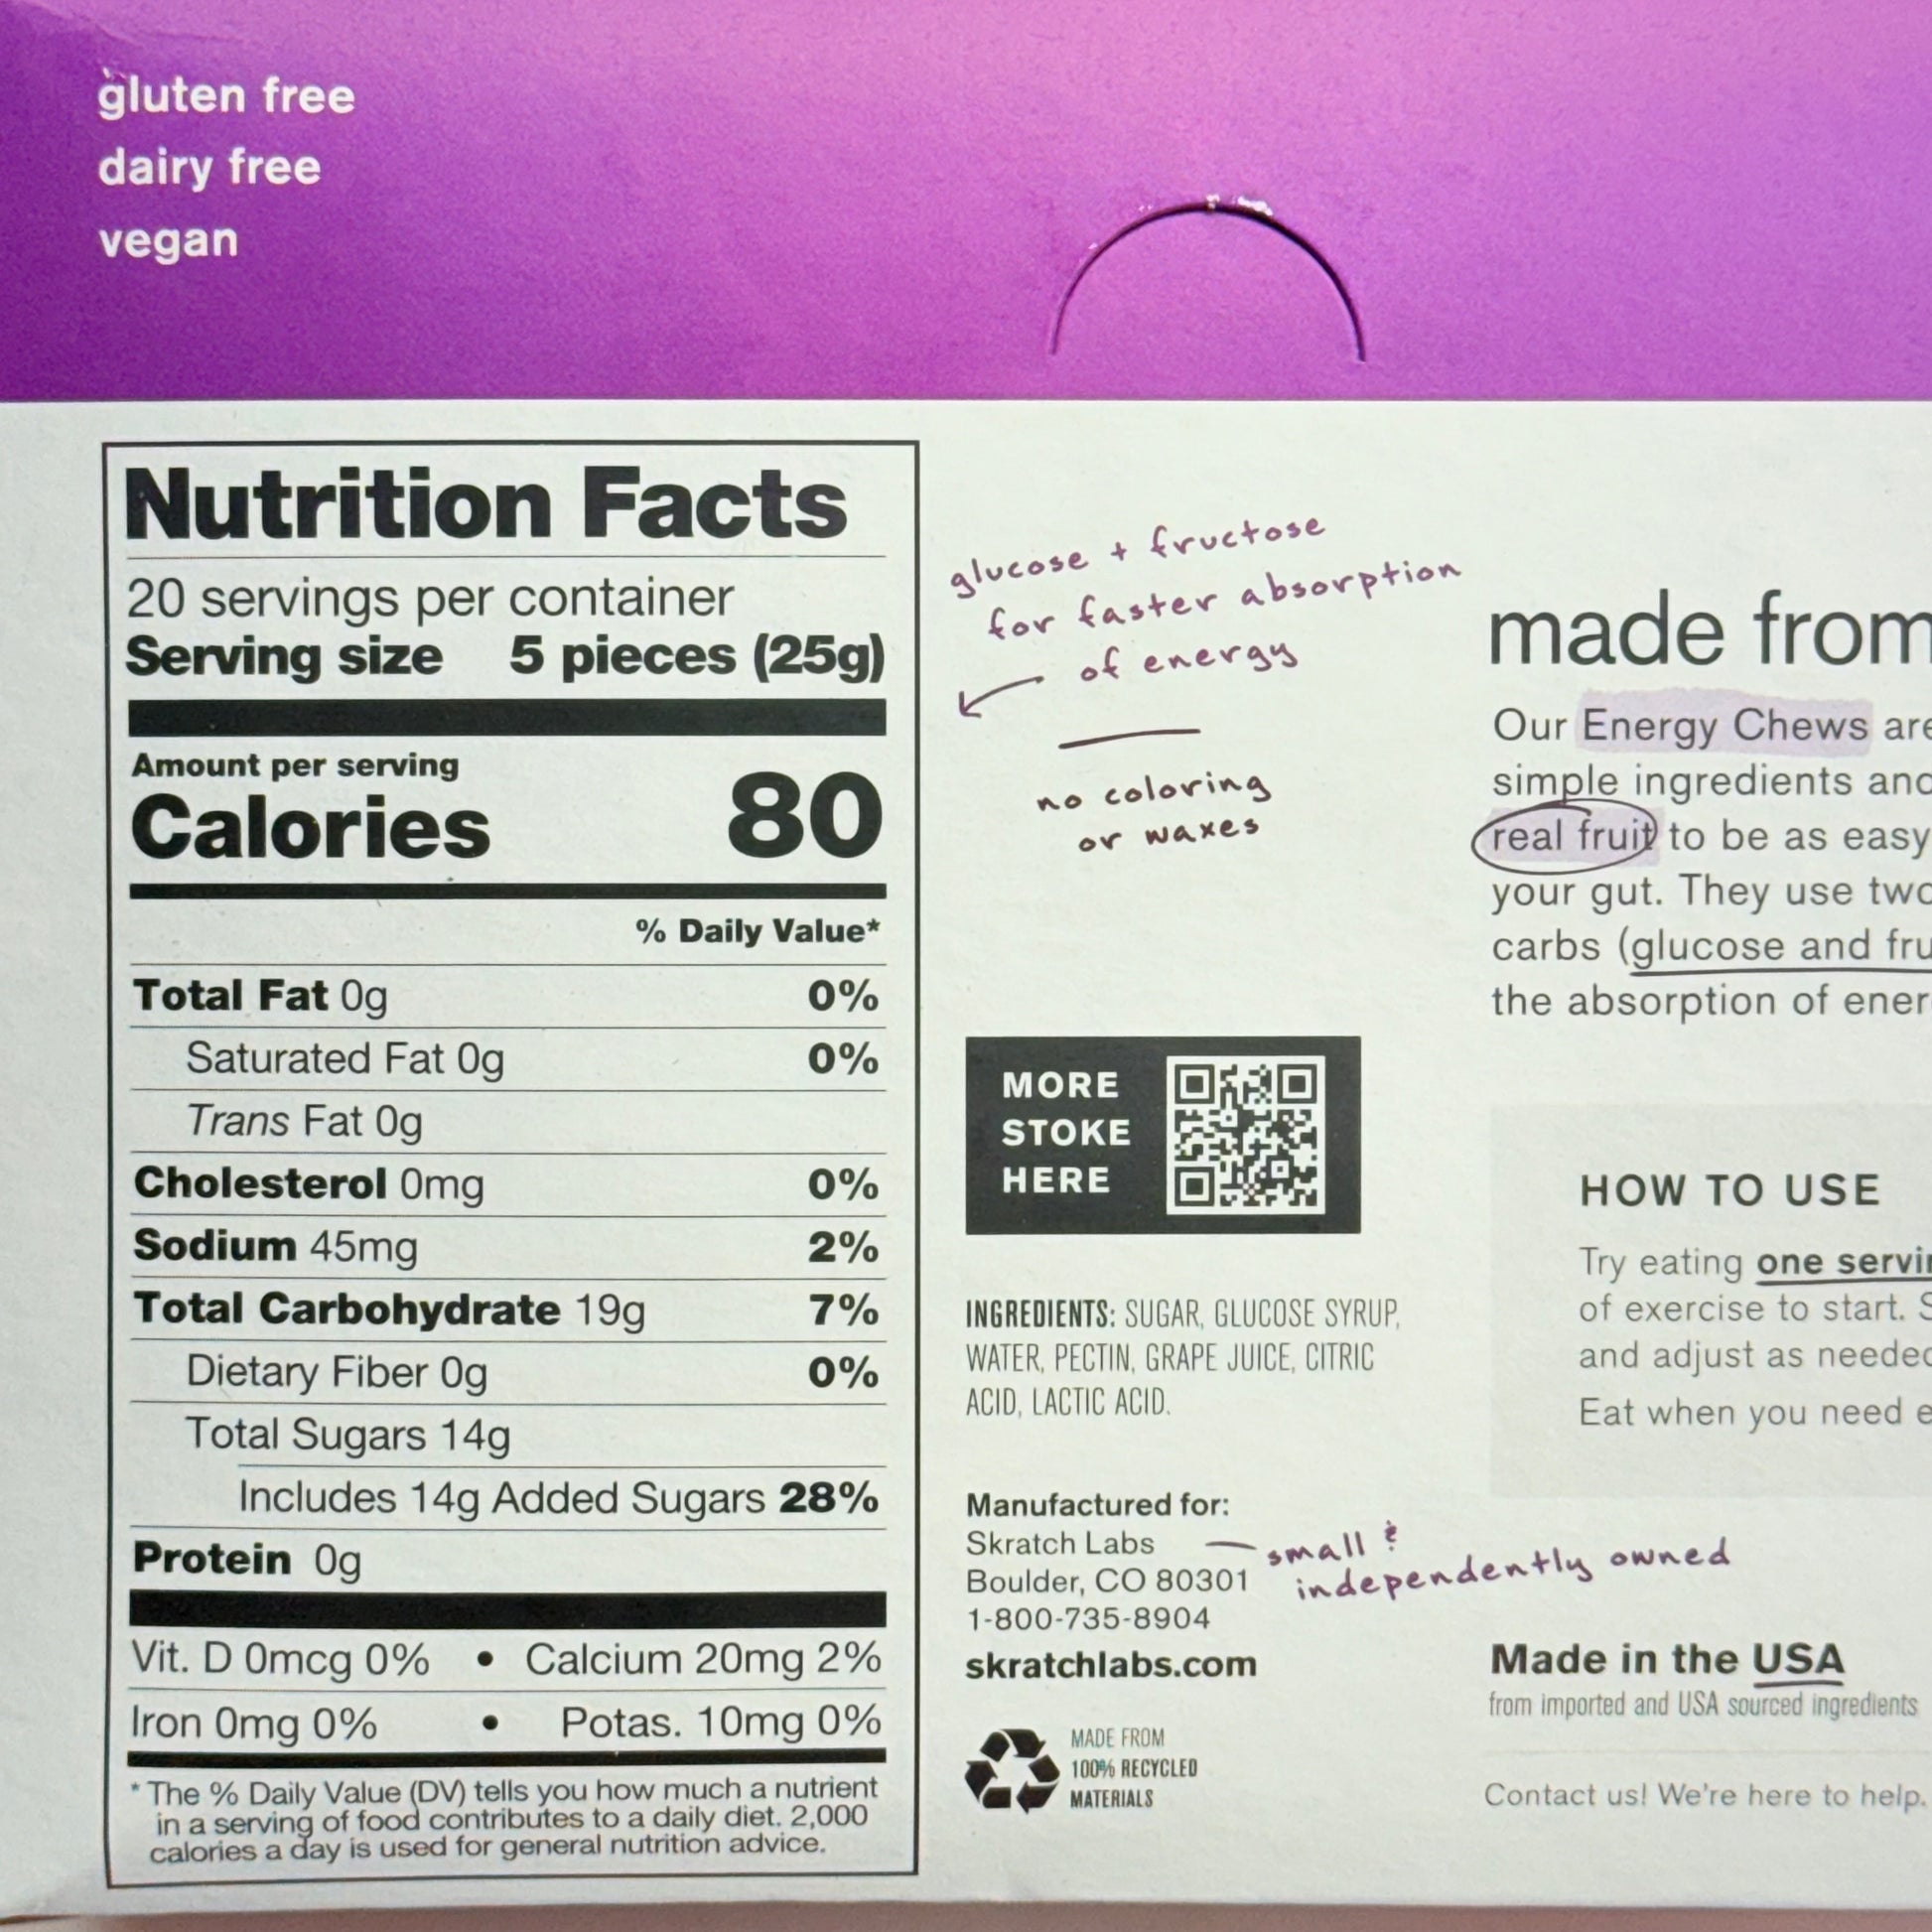 gluten free
dairy free
vegan
Nutrition Facts
20 servings per container
Serving size 5 pieces (25g)
Amount per serving
Calories 80
% Daily Value*
Total Fat 0g 0%
Saturated Fat 0g 0%
Trans Fat 0g
Cholesterol 0mg 0%
Sodium 45mg 2%
Total Carbohydrate 19g 7%
Dietary Fiber 0g 0%
Total Sugars 14g
Includes 14g Added Sugars 28%
Protein 0g
Vit. D 0mcg 0% • Calcium 20mg 2%
Iron 0mg 0% • Potas. 10mg 0%
* The % Daily Value (DV) tells you how much a nutrient
in a serving of food contributes to a daily diet. 2,000
calories a day is used for general nutrition advice.
glucose + fructose
for faster absorption
of energy
no coloring
or waxes
MORE
STOKE
HERE
INGREDIENTS: SUGAR, GLUCOSE SYRUP,
WATER, PECTIN, GRAPE JUICE, CITRIC
ACID, LACTIC ACID.
Manufactured for:
Skratch Labs
Boulder, CO 80301
1-800-735-8904
skratchlabs.com
small &
independently owned
MADE FROM
100% RECYCLED
MATERIALS
made from
Our Energy Chews are
simple ingredients and
real fruit to be as easy
your gut. They use two
carbs (glucose and fru
the absorption of ener
HOW TO USE
Try eating one servin
of exercise to start. S
and adjust as needed
Eat when you need e
Made in the USA
from imported and USA sourced ingredients
Contact us! We're here to help.